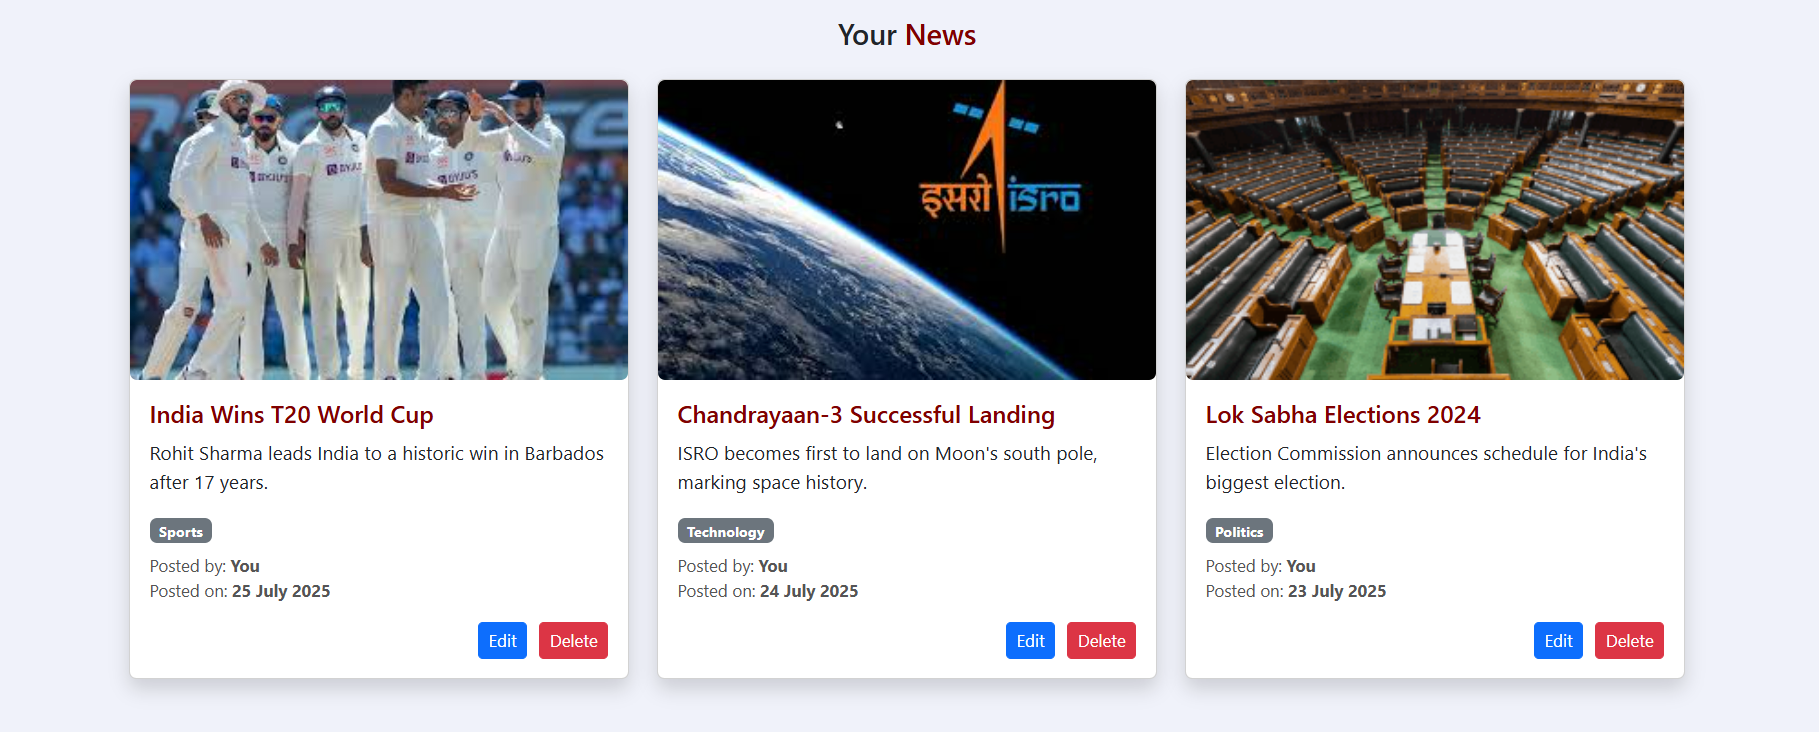 Your News
BYJU'S
BYJU'S
BYJU'S
इसरो isro
India Wins T20 World Cup
Rohit Sharma leads India to a historic win in Barbados
after 17 years.
Sports
Posted by: You
Posted on: 25 July 2025
Edit Delete
Chandrayaan-3 Successful Landing
ISRO becomes first to land on Moon's south pole,
marking space history.
Technology
Posted by: You
Posted on: 24 July 2025
Edit Delete
Lok Sabha Elections 2024
Election Commission announces schedule for India's
biggest election.
Politics
Posted by: You
Posted on: 23 July 2025
Edit Delete